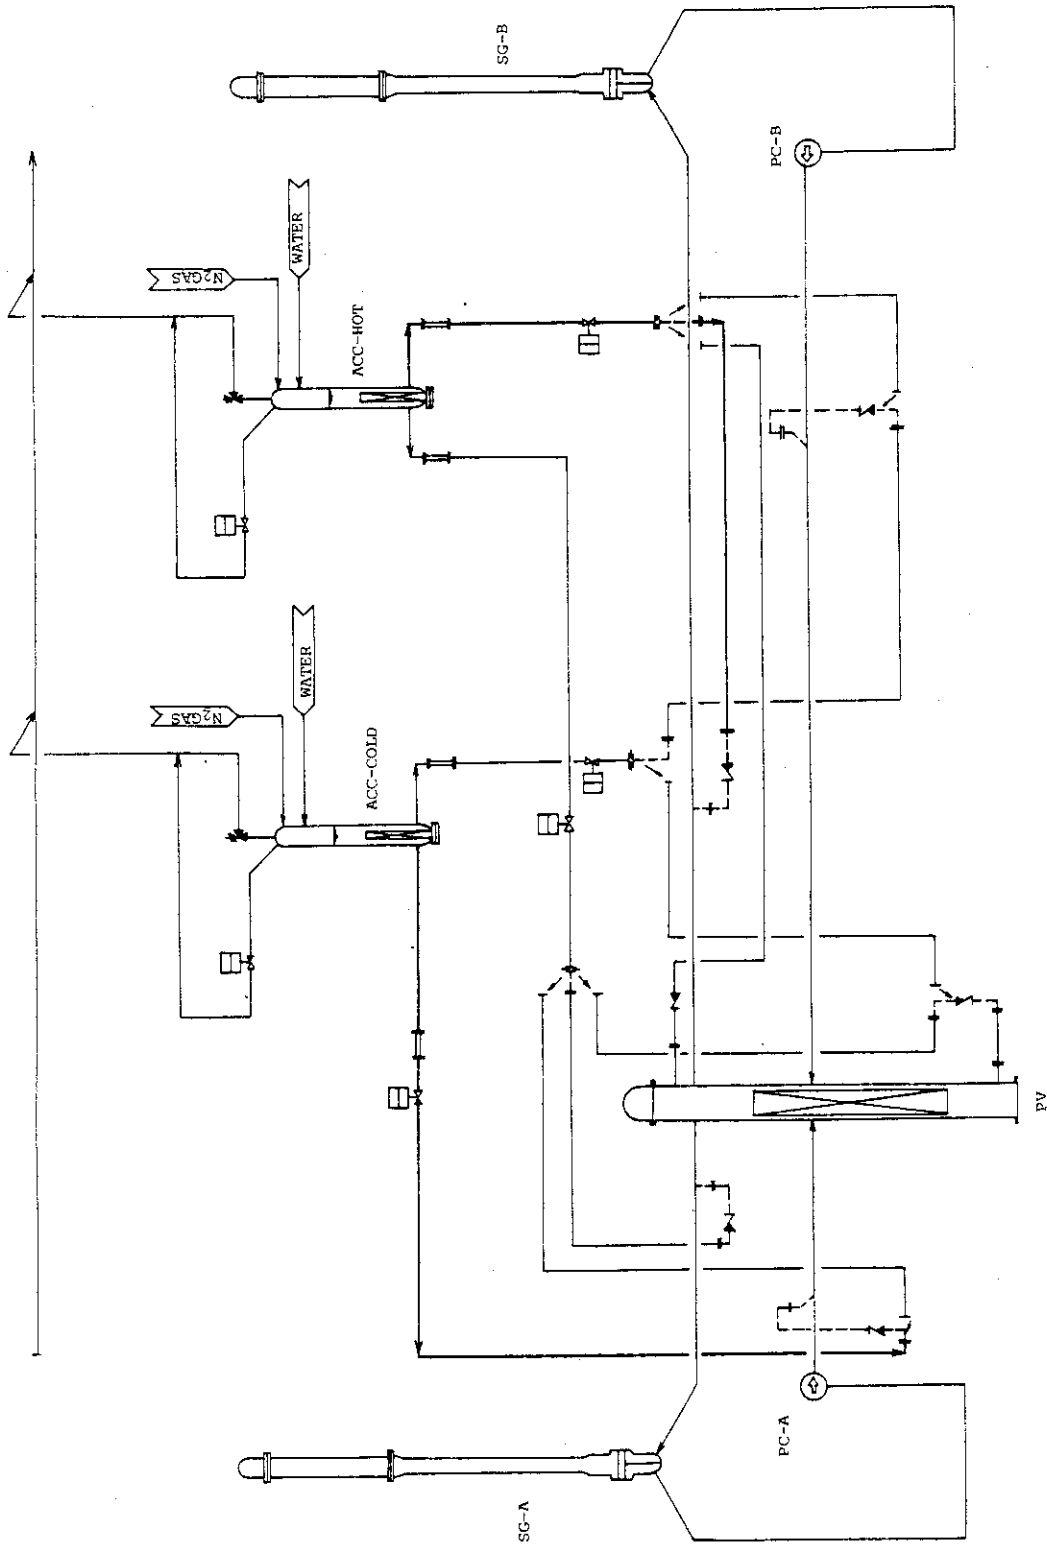 SG-B
PC-B
N2GAS
WATER
ACC-HOT
N2GAS
WATER
ACC-COLD
PV
PC-A
SG-A